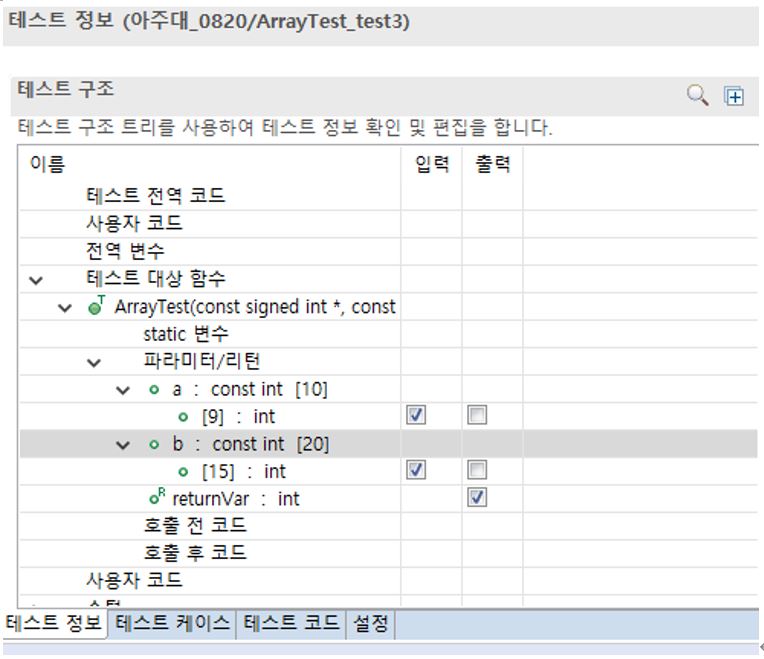 테스트 정보 (아주대_0820/ArrayTest_test3)
테스트 구조
테스트 구조 트리를 사용하여 테스트 정보 확인 및 편집을 합니다.
이름 입력 출력
테스트 전역 코드
사용자 코드
전역 변수
테스트 대상 함수
ArrayTest(const signed int *, const
static 변수
파라미터/리턴
a : const int [10]
[9] : int
b : const int [20]
[15] : int
returnVar : int
호출 전 코드
호출 후 코드
사용자 코드
테스트 정보 테스트 케이스 테스트 코드 설정